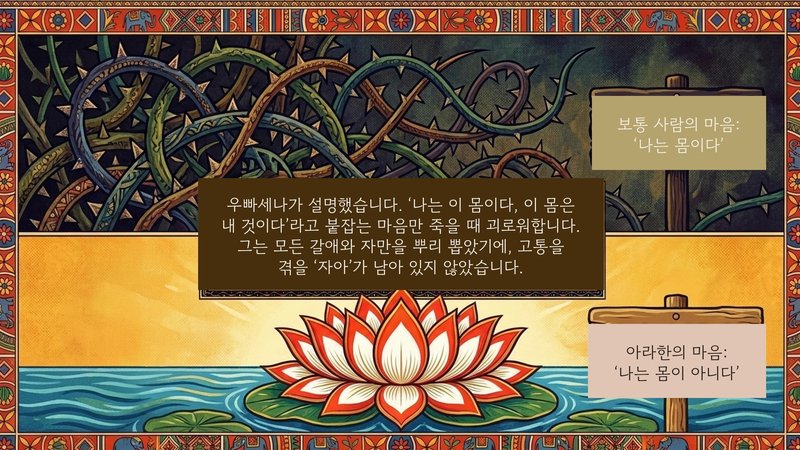 보통 사람의 마음:
‘나는 몸이다’
우빠세나가 설명했습니다. ‘나는 이 몸이다, 이 몸은
내 것이다’라고 붙잡는 마음만 죽을 때 괴로워합니다.
그는 모든 갈애와 자만을 뿌리 뽑았기에, 고통을
겪을 ‘자아’가 남아 있지 않았습니다.
아라한의 마음:
‘나는 몸이 아니다’